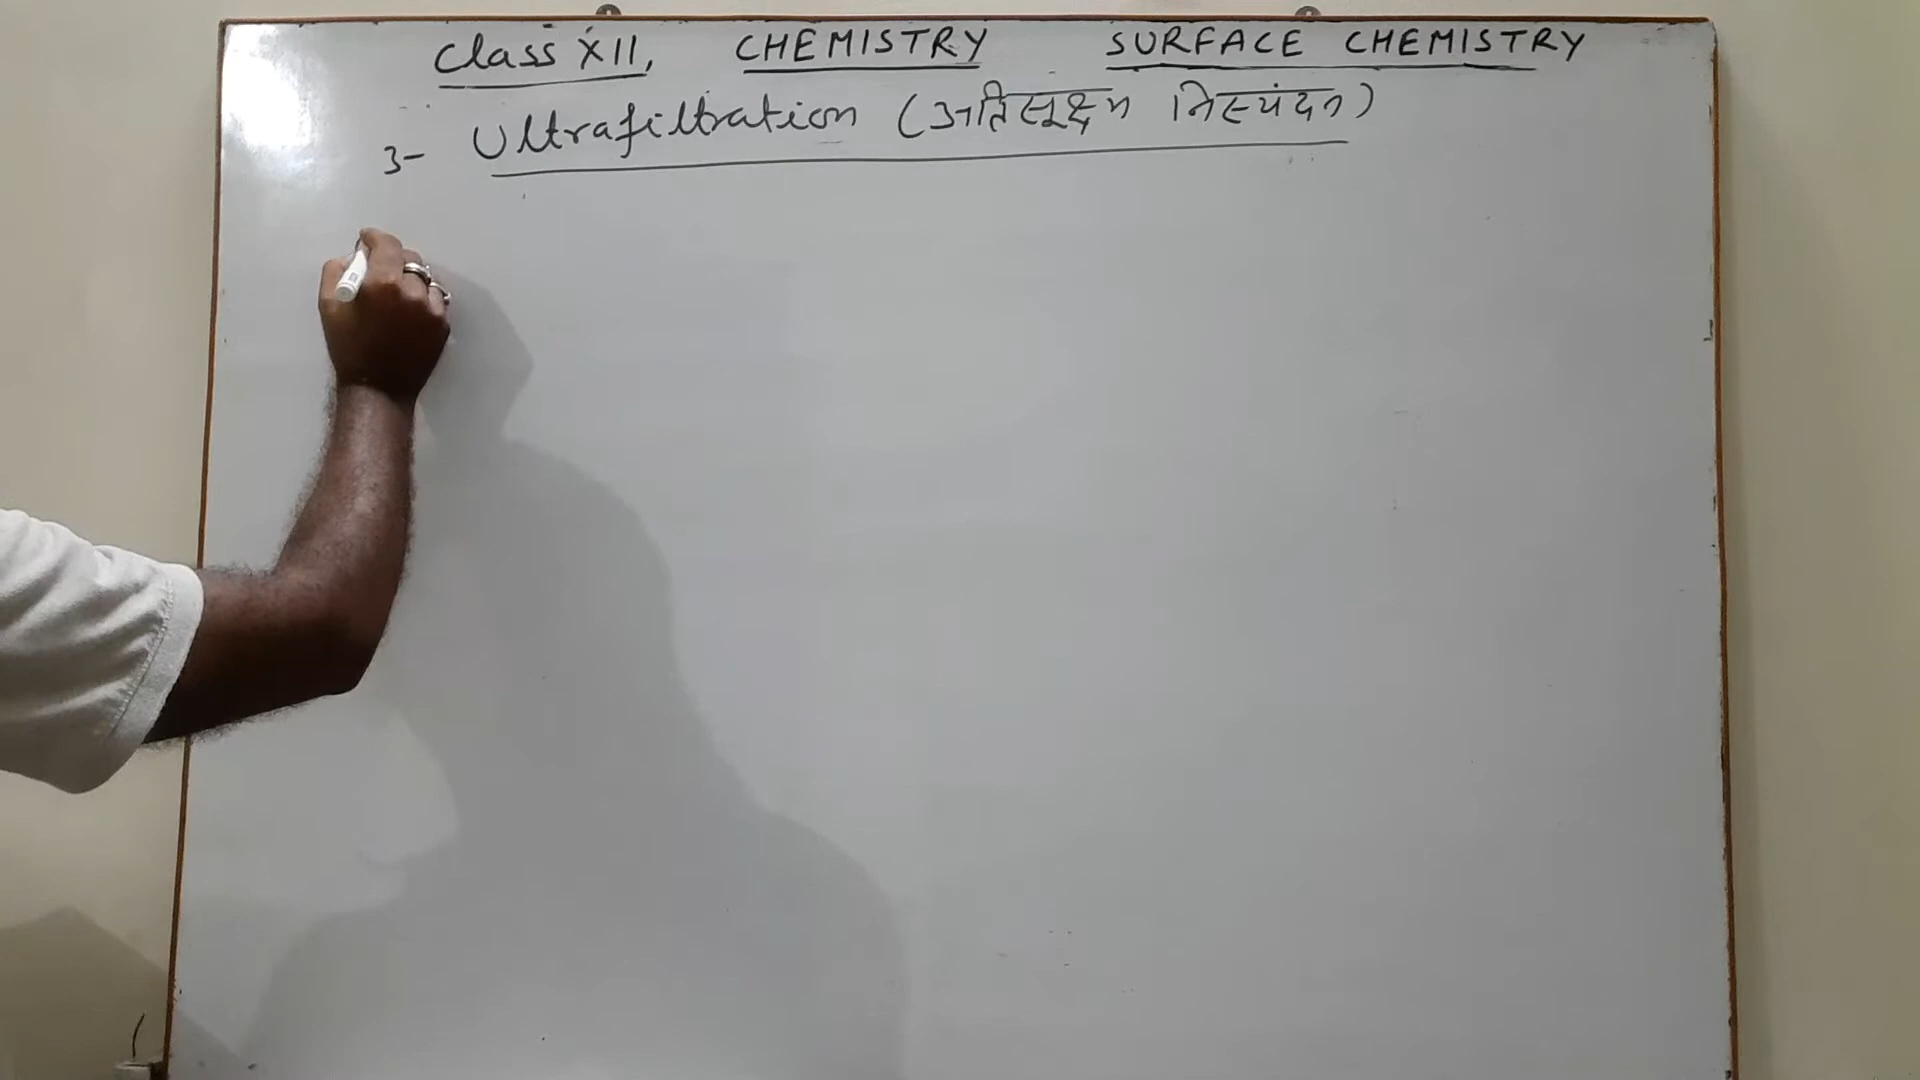 Class XII, CHEMISTRY SURFACE CHEMISTRY
3- Ultrafiltration (अतिसूक्ष्म निस्यंदन)